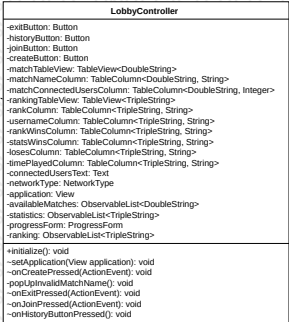 LobbyController
-exitButton: Button
-historyButton: Button
-joinButton: Button
-createButton: Button
-matchTableView: TableView<DoubleString>
-matchNameColumn: TableColumn<DoubleString, String>
-matchConnectedUsersColumn: TableColumn<DoubleString, Integer>
-rankingTableView: TableView<TripleString>
-rankColumn: TableColumn<TripleString, String>
-usernameColumn: TableColumn<TripleString, String>
-rankWinsColumn: TableColumn<TripleString, String>
-statsWinsColumn: TableColumn<TripleString, String>
-losesColumn: TableColumn<TripleString, String>
-timePlayedColumn: TableColumn<TripleString, String>
-connectedUsersText: Text
-networkType: NetworkType
-application: View
-availableMatches: ObservableList<DoubleString>
-statistics: ObservableList<TripleString>
-progressForm: ProgressForm
-ranking: ObservableList<TripleString>
+initialize(): void
~setApplication(View application): void
~onCreatePressed(ActionEvent): void
-popUpInvalidMatchName(): void
~onExitPressed(ActionEvent): void
~onJoinPressed(ActionEvent): void
~onHistoryButtonPressed(): void